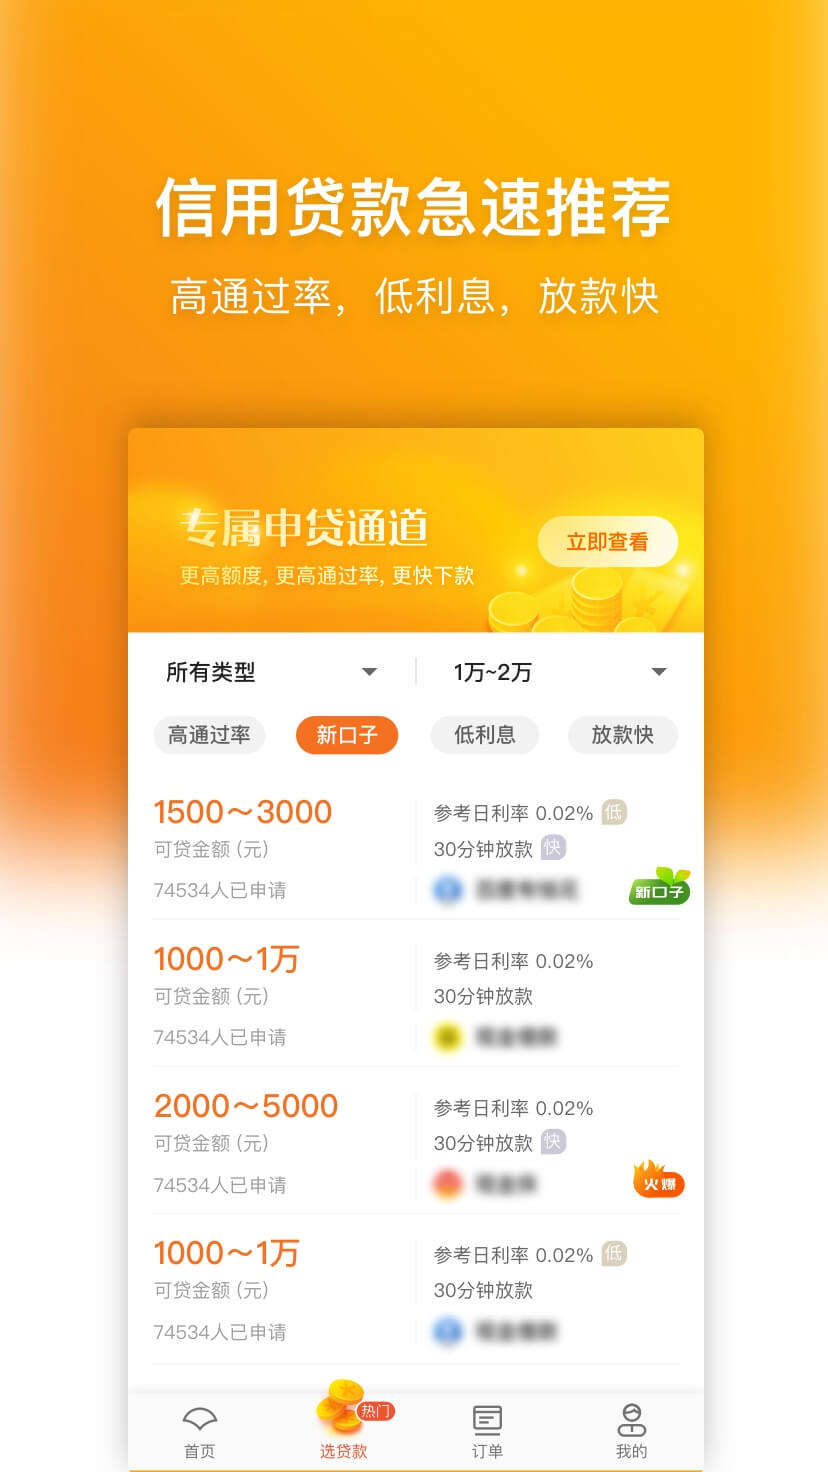 信用贷款急速推荐
高通过率，低利息，放款快
专属申贷通道
立即查看
更高额度, 更高通过率, 更快下款
所有类型 1万~2万
高通过率 新口子 低利息 放款快
1500～3000 参考日利率 0.02% 低
可贷金额 (元) 30分钟放款 快
74534人已申请 新口子
1000～1万 参考日利率 0.02%
可贷金额 (元) 30分钟放款
74534人已申请
2000～5000 参考日利率 0.02%
可贷金额 (元) 30分钟放款 快
74534人已申请 火爆
1000～1万 参考日利率 0.02% 低
可贷金额 (元) 30分钟放款
74534人已申请
热门
首页 选贷款 订单 我的